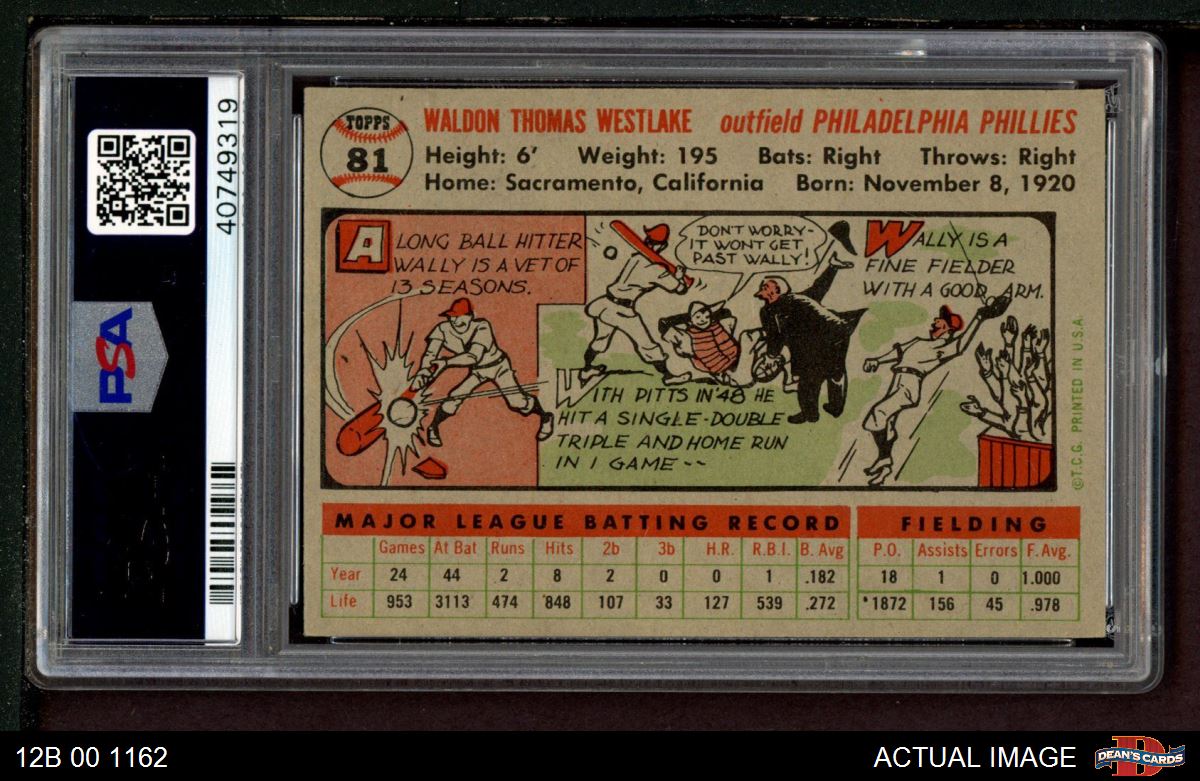 40749319
PSA
TOPPS
81
WALDON THOMAS WESTLAKE outfield PHILADELPHIA PHILLIES
Height: 6' Weight: 195 Bats: Right Throws: Right
Home: Sacramento, California Born: November 8, 1920
A LONG BALL HITTER
WALLY IS A VET OF
13 SEASONS.
DON'T WORRY-
IT WONT GET
PAST WALLY!
WITH PITTS IN '48 HE
HIT A SINGLE-DOUBLE
TRIPLE AND HOME RUN
IN 1 GAME--
WALLY IS A
FINE FIELDER
WITH A GOOD ARM.
©T.C.G. PRINTED IN U.S.A.
MAJOR LEAGUE BATTING RECORD FIELDING
Games At Bat Runs Hits 2b 3b H.R. R.B.I. B. Avg P.O. Assists Errors F. Avg.
Year 24 44 2 8 2 0 0 1 .182 18 1 0 1.000
Life 953 3113 474 848 107 33 127 539 .272 1872 156 45 .978
12B 00 1162
ACTUAL IMAGE
DEAN'S CARDS